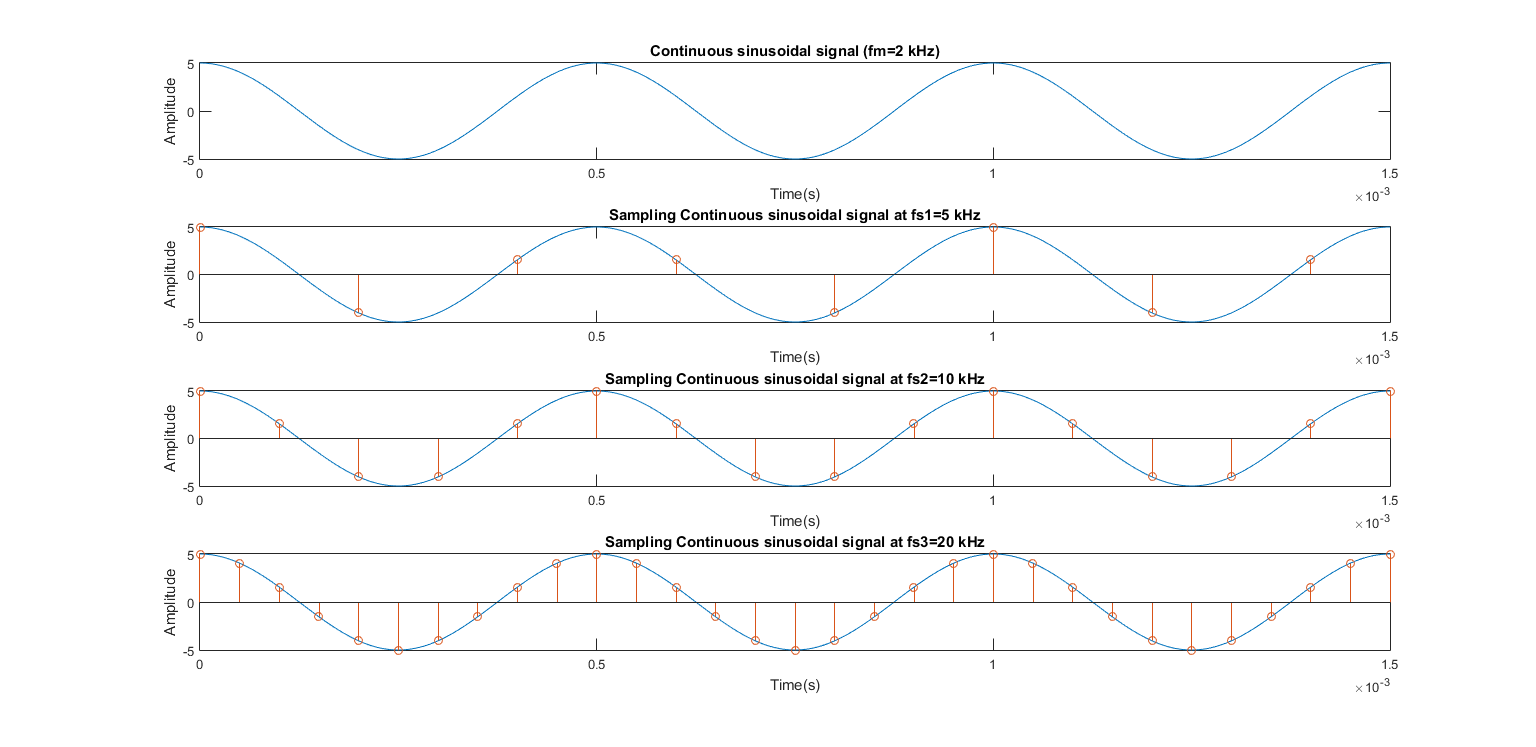 Continuous sinusoidal signal (fm=2 kHz)
5
0
-5
Amplitude
0 0.5 1 1.5
Time(s)
×10-3
Sampling Continuous sinusoidal signal at fs1=5 kHz
5
0
-5
Amplitude
0 0.5 1 1.5
Time(s)
×10-3
Sampling Continuous sinusoidal signal at fs2=10 kHz
5
0
-5
Amplitude
0 0.5 1 1.5
Time(s)
×10-3
Sampling Continuous sinusoidal signal at fs3=20 kHz
5
0
-5
Amplitude
0 0.5 1 1.5
Time(s)
×10-3